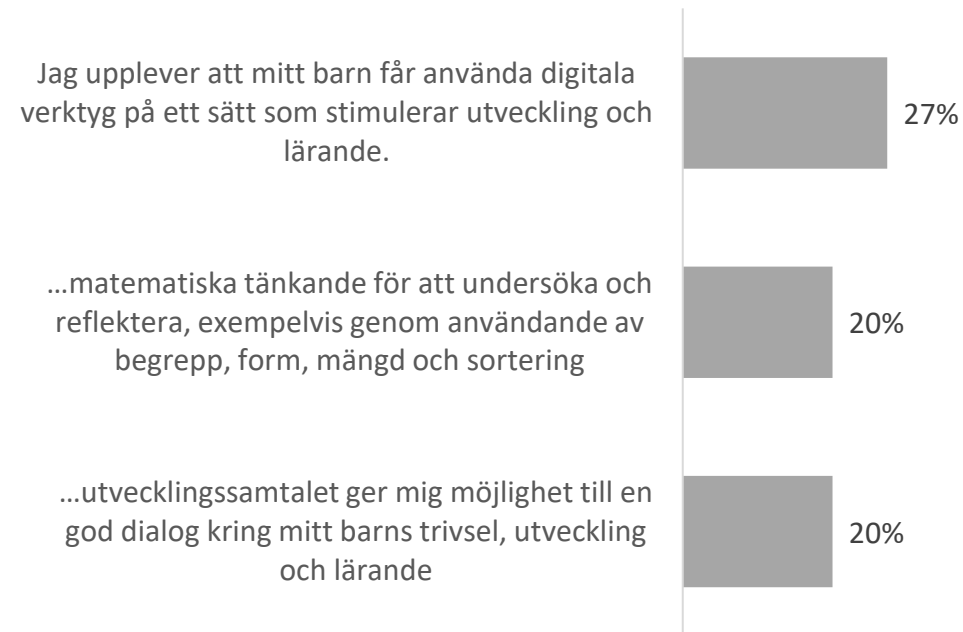 Jag upplever att mitt barn får använda digitala
verktyg på ett sätt som stimulerar utveckling och
lärande.
27%
…matematiska tänkande för att undersöka och
reflektera, exempelvis genom användande av
begrepp, form, mängd och sortering
20%
…utvecklingssamtalet ger mig möjlighet till en
god dialog kring mitt barns trivsel, utveckling
och lärande
20%